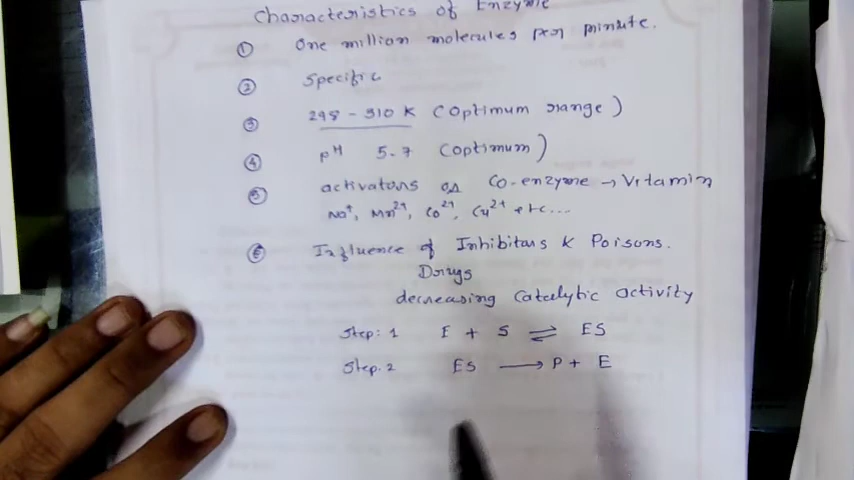 Characteristics of Enzyme
① One million molecules per minute.
② Specific
③ 298 - 310 K (Optimum range)
④ pH 5-7 (optimum)
⑤ activators or Co-enzyme → Vitamin
Na⁺, Mn²⁺, Co²⁺, Cu²⁺ etc...
⑥ Influence of Inhibitors & Poisons.
Drugs
decreasing Catalytic activity
Step: 1 E + S ⇌ ES
Step. 2 ES ⟶ P + E